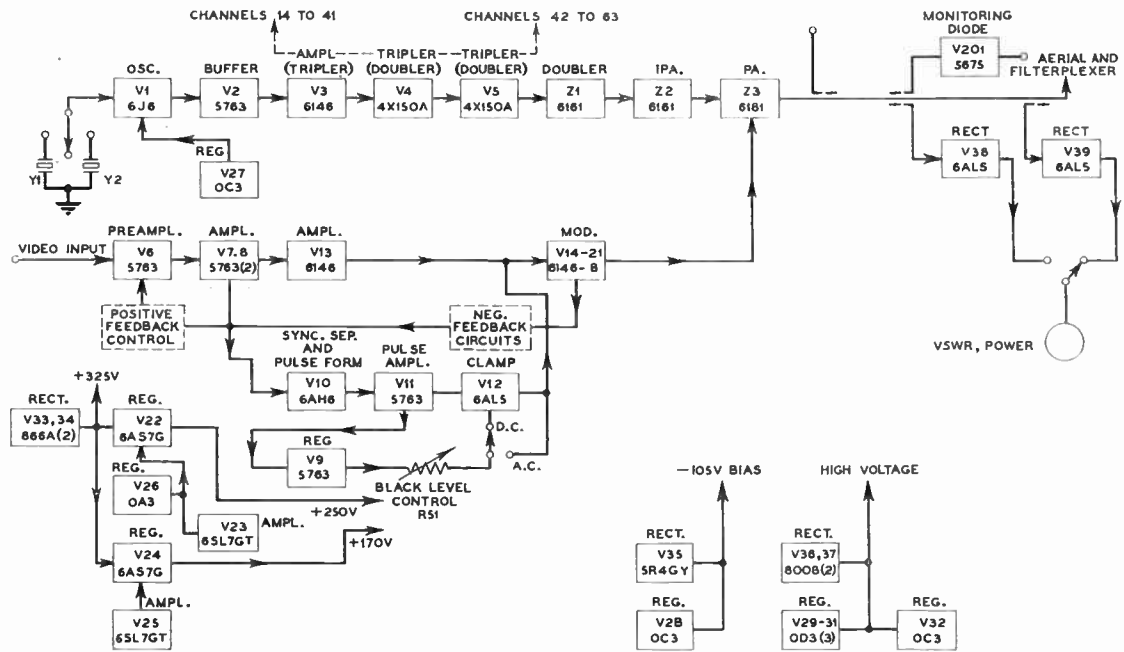 CHANNELS 14 TO 41
CHANNELS 42 TO 63
AMPL
(TRIPLER)
TRIPLER
(DOUBLER)
TRIPLER
(DOUBLER)
OSC.
V1
6J6
BUFFER
V2
5763
V3
6146
V4
4X150A
V5
4X150A
DOUBLER
Z1
6161
IPA.
Z2
6161
PA.
Z3
6181
MONITORING
DIODE
V201
5675
AERIAL AND
FILTERPLEXER
RECT
V38
6AL5
RECT
V39
6AL5
Y1
Y2
REG
V27
OC3
VIDEO INPUT
PREAMPL.
V6
5763
AMPL.
V7.8
5763(2)
AMPL.
V13
6146
MOD.
V14-21
6146-8
POSITIVE
FEEDBACK
CONTROL
NEG.
FEEDBACK
CIRCUITS
VSWR, POWER
SYNC. SEP.
AND
PULSE FORM
V10
6AH6
PULSE
AMPL.
V11
5763
CLAMP
V12
6AL5
D.C.
A.C.
+325V
RECT.
V33,34
866A(2)
REG.
V22
6AS7G
REG
V9
5763
BLACK LEVEL
CONTROL
R51
REG.
V26
OA3
V23
6SL7GT
AMPL.
+250V
+170V
REG.
V24
6AS7G
AMPL.
V25
6SL7GT
-105V BIAS
RECT.
V35
5R4GY
REG.
V28
OC3
HIGH VOLTAGE
RECT.
V36,37
8008(2)
REG.
V29-31
OD3(3)
REG.
V32
OC3